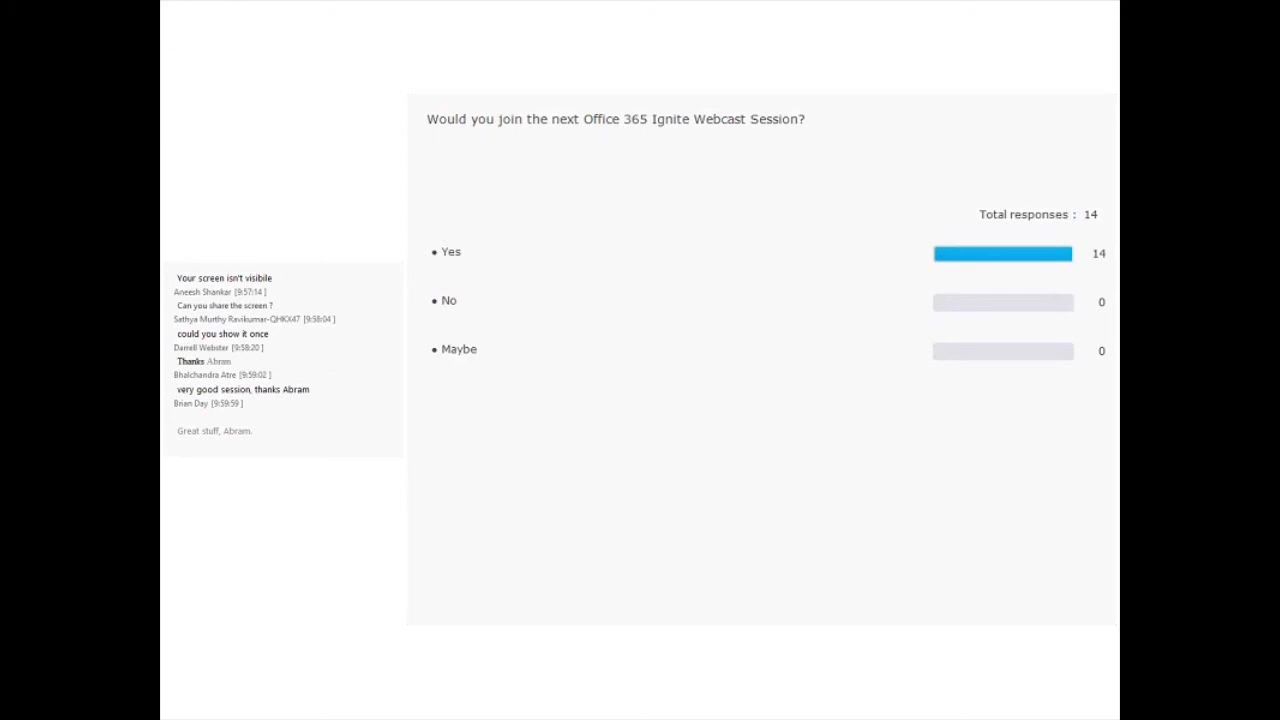 Would you join the next Office 365 Ignite Webcast Session?
Total responses : 14
• Yes 14
• No 0
• Maybe 0
Your screen isn't visibile
Aneesh Shankar [9:57:14 ]
Can you share the screen ?
Sathya Murthy Ravikumar-QHKX47 [9:58:04 ]
could you show it once
Darrell Webster [9:58:20 ]
Thanks Abram
Bhalchandra Atre [9:59:02 ]
very good session, thanks Abram
Brian Day [9:59:59 ]
Great stuff, Abram.